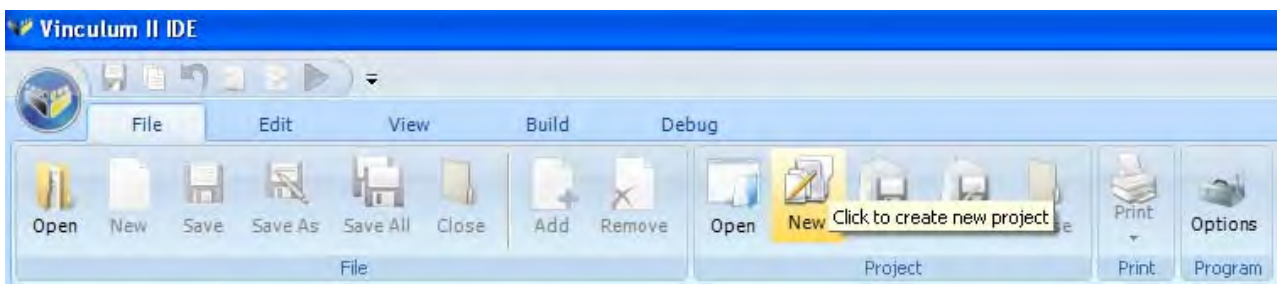 Vinculum II IDE
File Edit View Build Debug
Open New Save Save As Save All Close Add Remove Open New Click to create new project Print Options
File Project Print Program